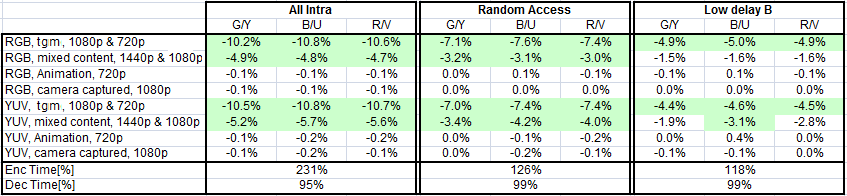 All Intra Random Access Low delay B
G/Y B/U R/V G/Y B/U R/V G/Y B/U R/V
RGB, tgm, 1080p & 720p -10.2% -10.8% -10.6% -7.1% -7.6% -7.4% -4.9% -5.0% -4.9%
RGB, mixed content, 1440p & 1080p -4.9% -4.8% -4.7% -3.2% -3.1% -3.0% -1.5% -1.6% -1.6%
RGB, Animation, 720p -0.1% -0.1% -0.1% 0.0% 0.1% -0.1% -0.1% 0.1% -0.1%
RGB, camera captured, 1080p -0.1% -0.1% -0.1% 0.0% 0.0% 0.0% 0.0% 0.0% 0.0%
YUV, tgm, 1080p & 720p -10.5% -10.8% -10.7% -7.0% -7.4% -7.4% -4.4% -4.6% -4.5%
YUV, mixed content, 1440p & 1080p -5.2% -5.7% -5.6% -3.4% -4.2% -4.0% -1.9% -3.1% -2.8%
YUV, Animation, 720p -0.1% -0.2% -0.2% 0.0% -0.1% -0.2% 0.0% 0.4% 0.0%
YUV, camera captured, 1080p -0.1% -0.2% -0.1% 0.0% -0.2% -0.1% -0.1% -0.1% 0.0%
Enc Time[%] 231% 126% 118%
Dec Time[%] 95% 99% 99%